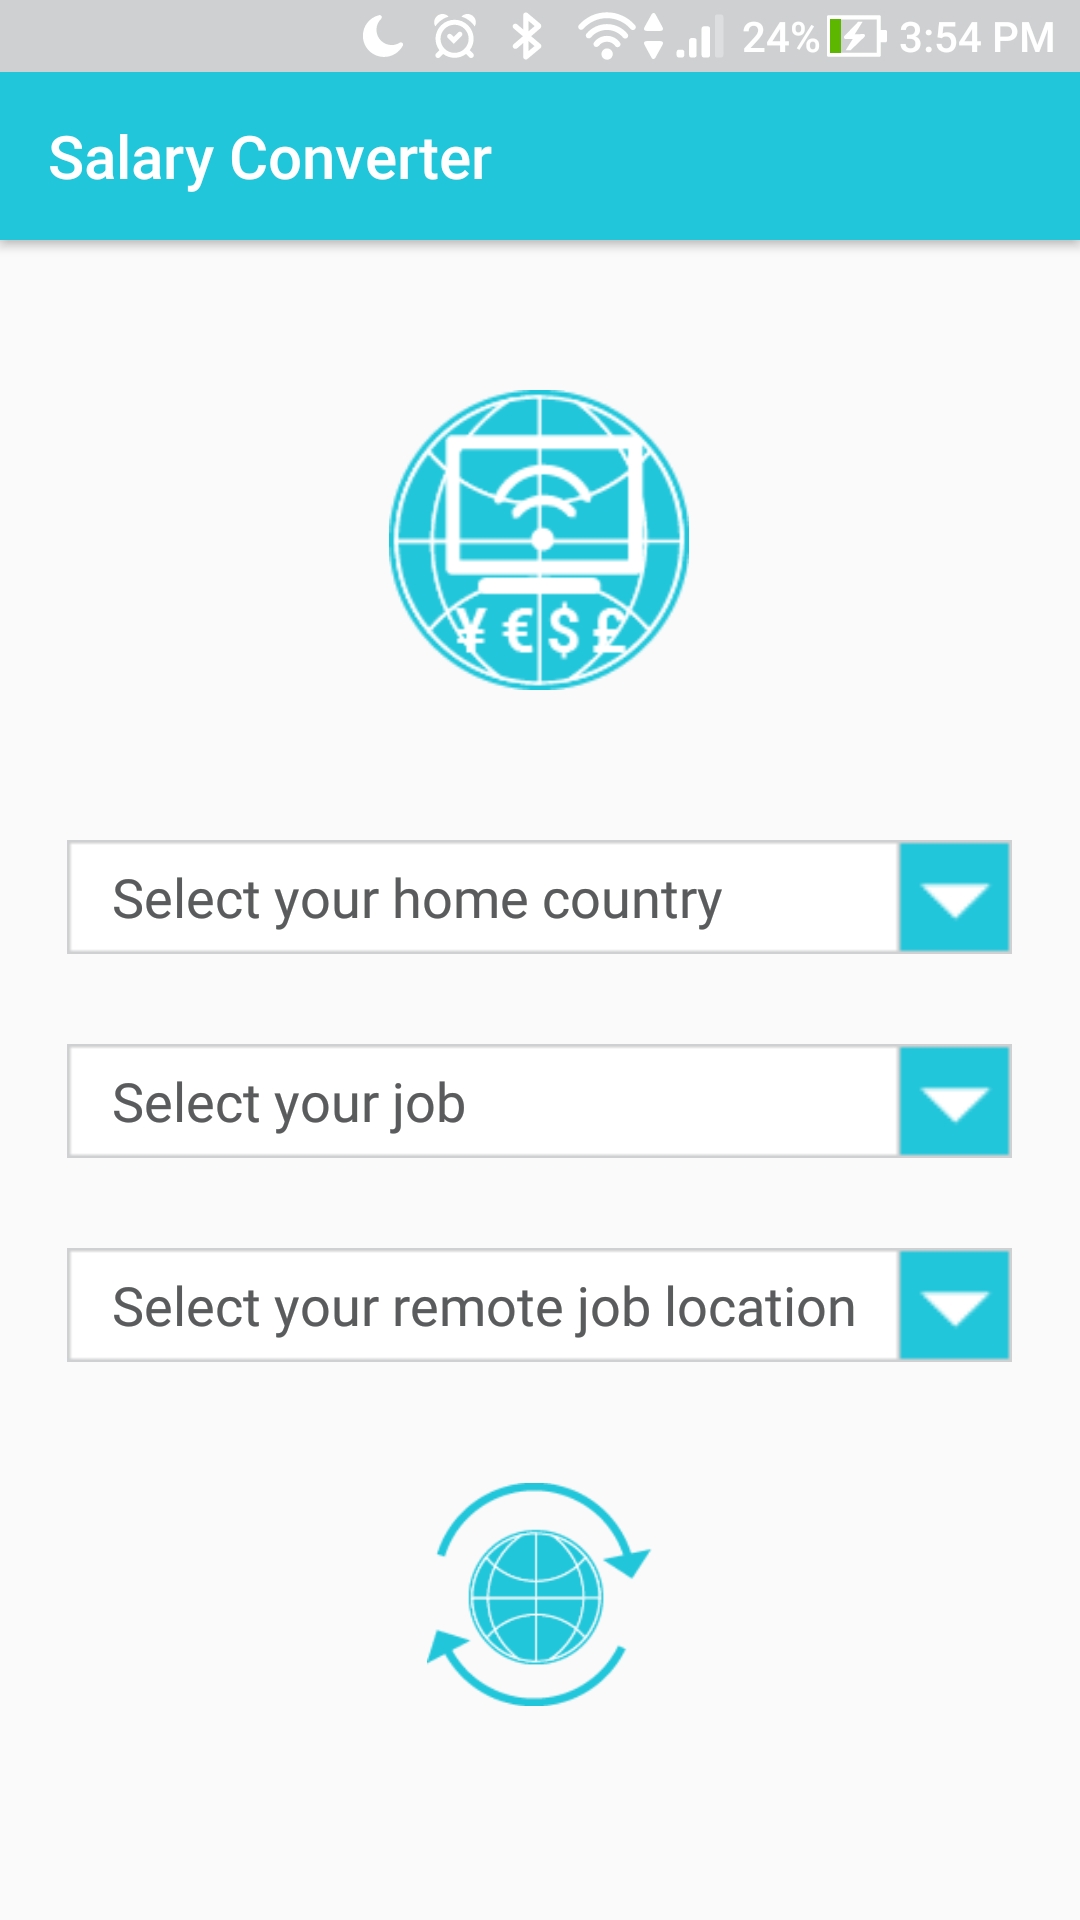 24% 3:54 PM
Salary Converter
¥ € $ £
Select your home country
Select your job
Select your remote job location